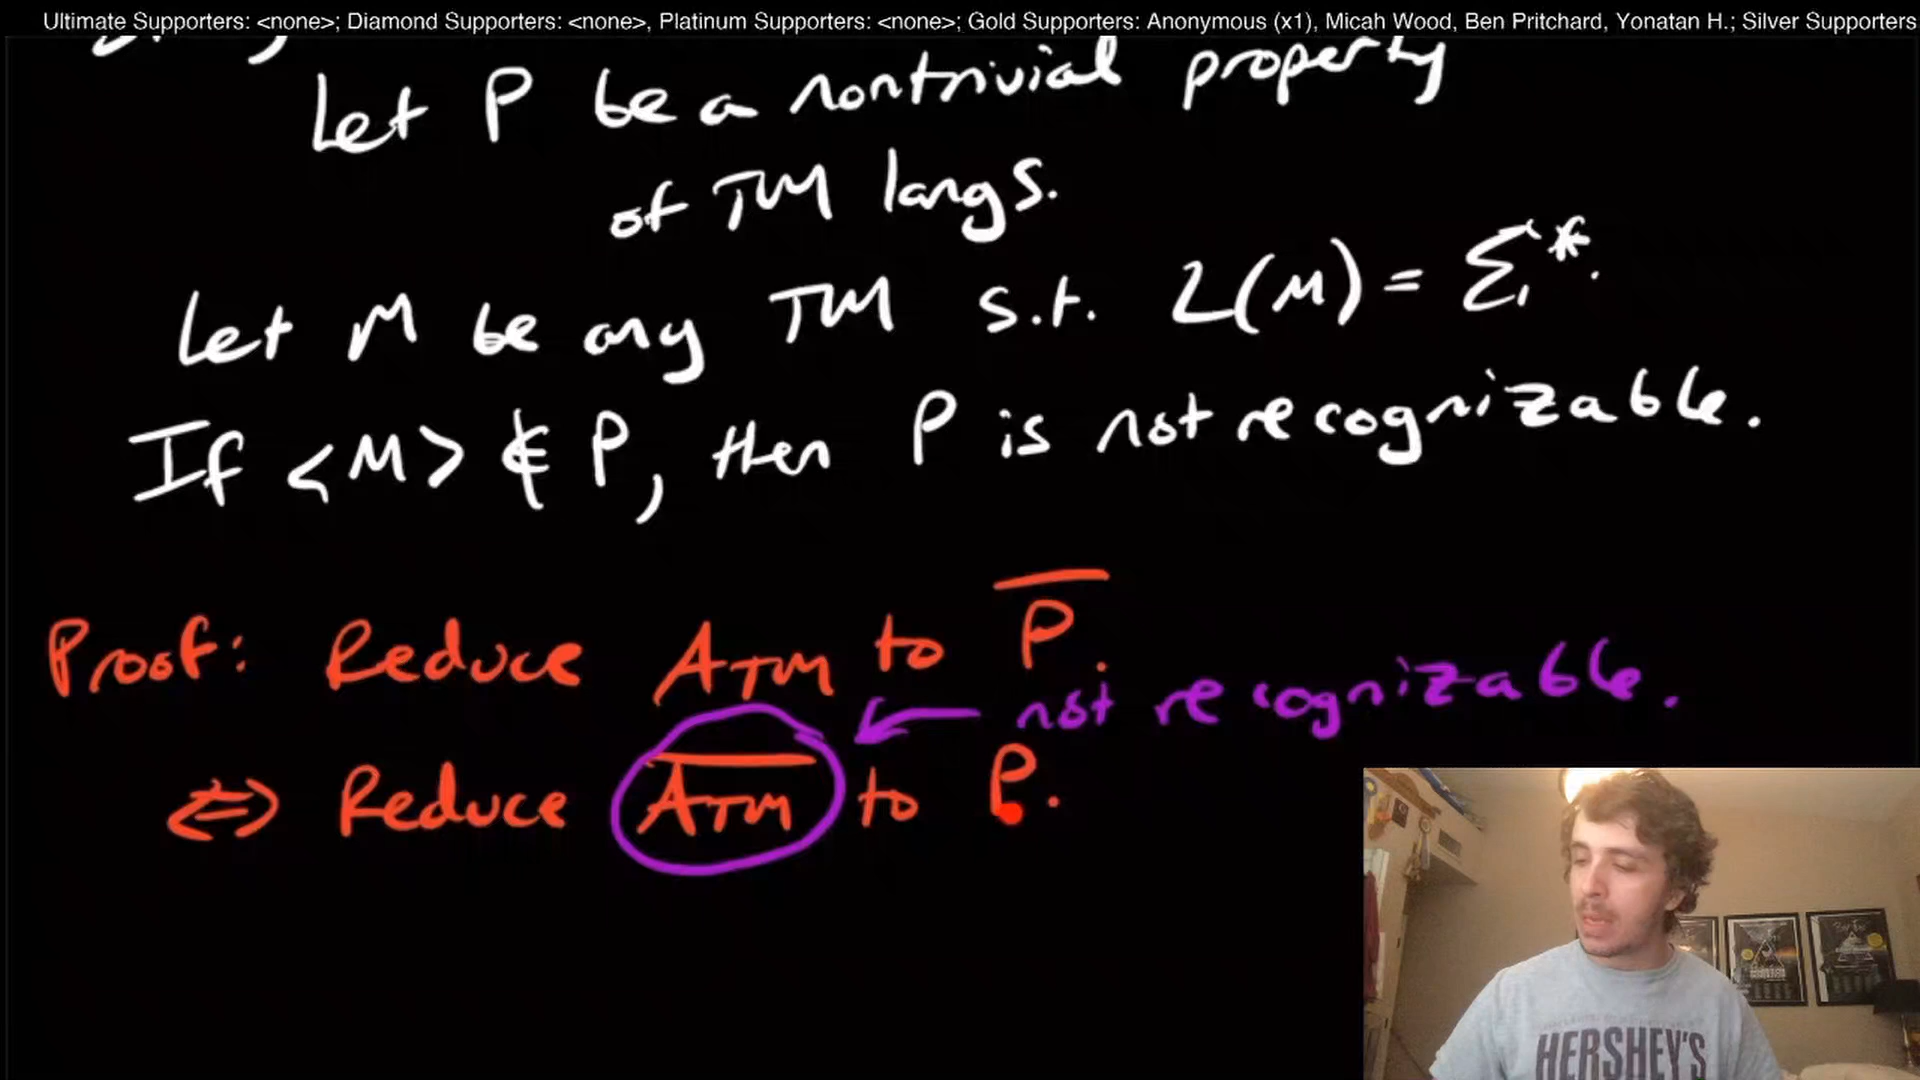 Ultimate Supporters: <none>; Diamond Supporters: <none>, Platinum Supporters: <none>; Gold Supporters: Anonymous (x1), Micah Wood, Ben Pritchard, Yonatan H.; Silver Supporters
Let P be a nontrivial property
of TM langs.
Let M be any TM s.t. L(M) = Σ*.
If <M> ∉ P, then P is not recognizable.
Proof: Reduce A_TM to P̅.
not recognizable.
⇔ Reduce A̅_T̅M̅ to P.
HERSHEY'S